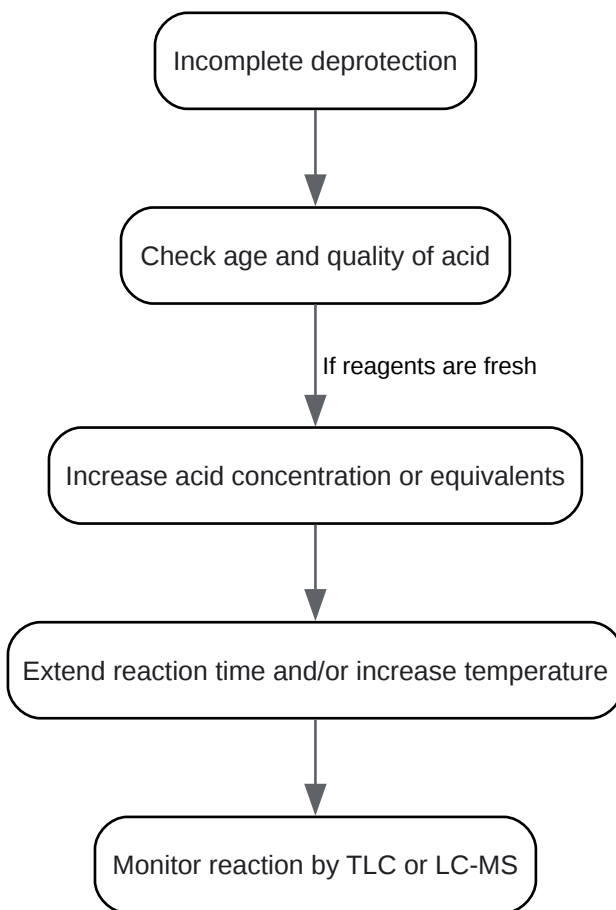 Incomplete deprotection
Check age and quality of acid
If reagents are fresh
Increase acid concentration or equivalents
Extend reaction time and/or increase temperature
Monitor reaction by TLC or LC-MS